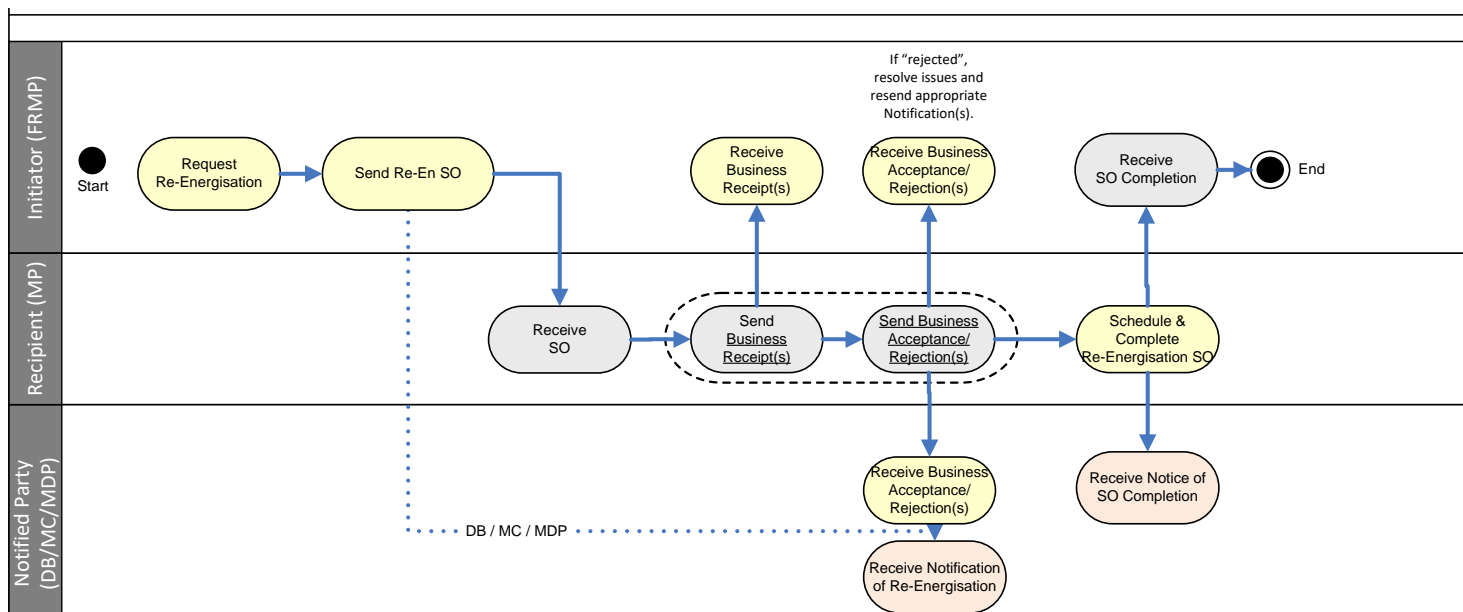 Initiator (FRMP)
Start
Request
Re-Energisation
Send Re-En SO
Receive
Business
Receipt(s)
If “rejected”,
resolve issues and
resend appropriate
Notification(s).
Receive Business
Acceptance/
Rejection(s)
Receive
SO Completion
End
Recipient (MP)
Receive
SO
Send
Business
Receipt(s)
Send Business
Acceptance/
Rejection(s)
Schedule &
Complete
Re-Energisation SO
Notified Party
(DB/MC/MDP)
DB / MC / MDP
Receive Business
Acceptance/
Rejection(s)
Receive Notification
of Re-Energisation
Receive Notice of
SO Completion